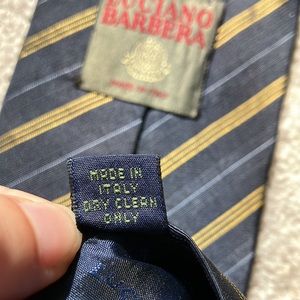 LUCIANO
BARBERA
MADE IN ITALY
MADE IN
ITALY
DRY CLEAN
ONLY